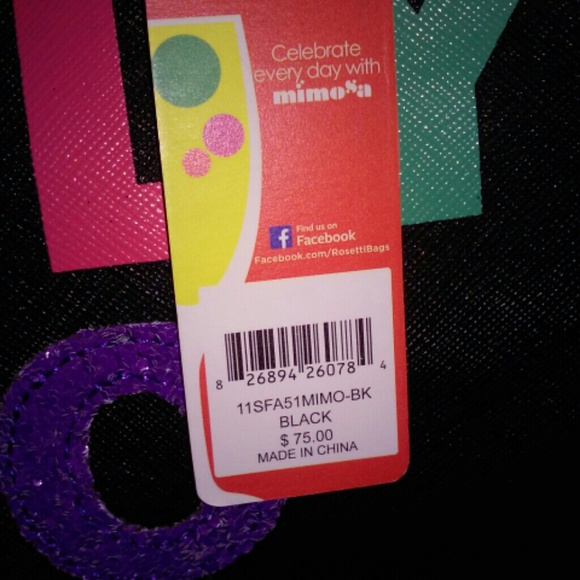 Celebrate
every day with
mimosa
f Find us on
Facebook
Facebook.com/RosettiBags
8 26894 26078 4
11SFA51MIMO-BK
BLACK
$ 75.00
MADE IN CHINA